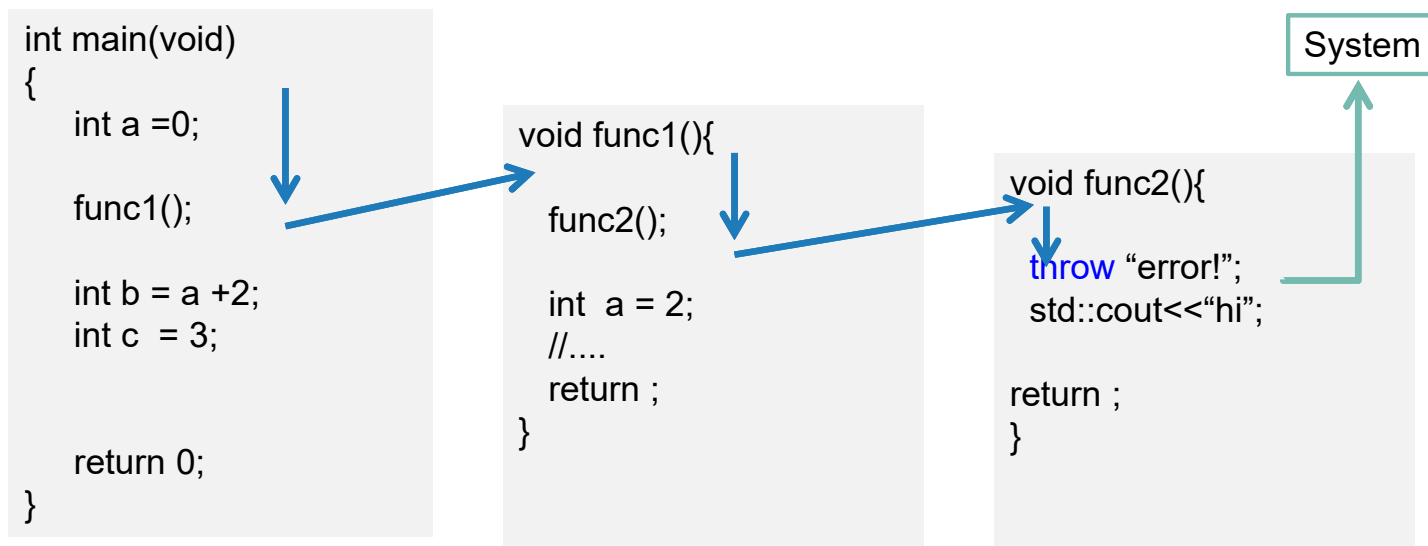 int main(void)
{
int a =0;
func1();
int b = a +2;
int c  = 3;
return 0;
}
void func1(){
func2();
int  a = 2;
//....
return ;
}
void func2(){
throw “error!”;
std::cout<<“hi”;
return ;
}
System